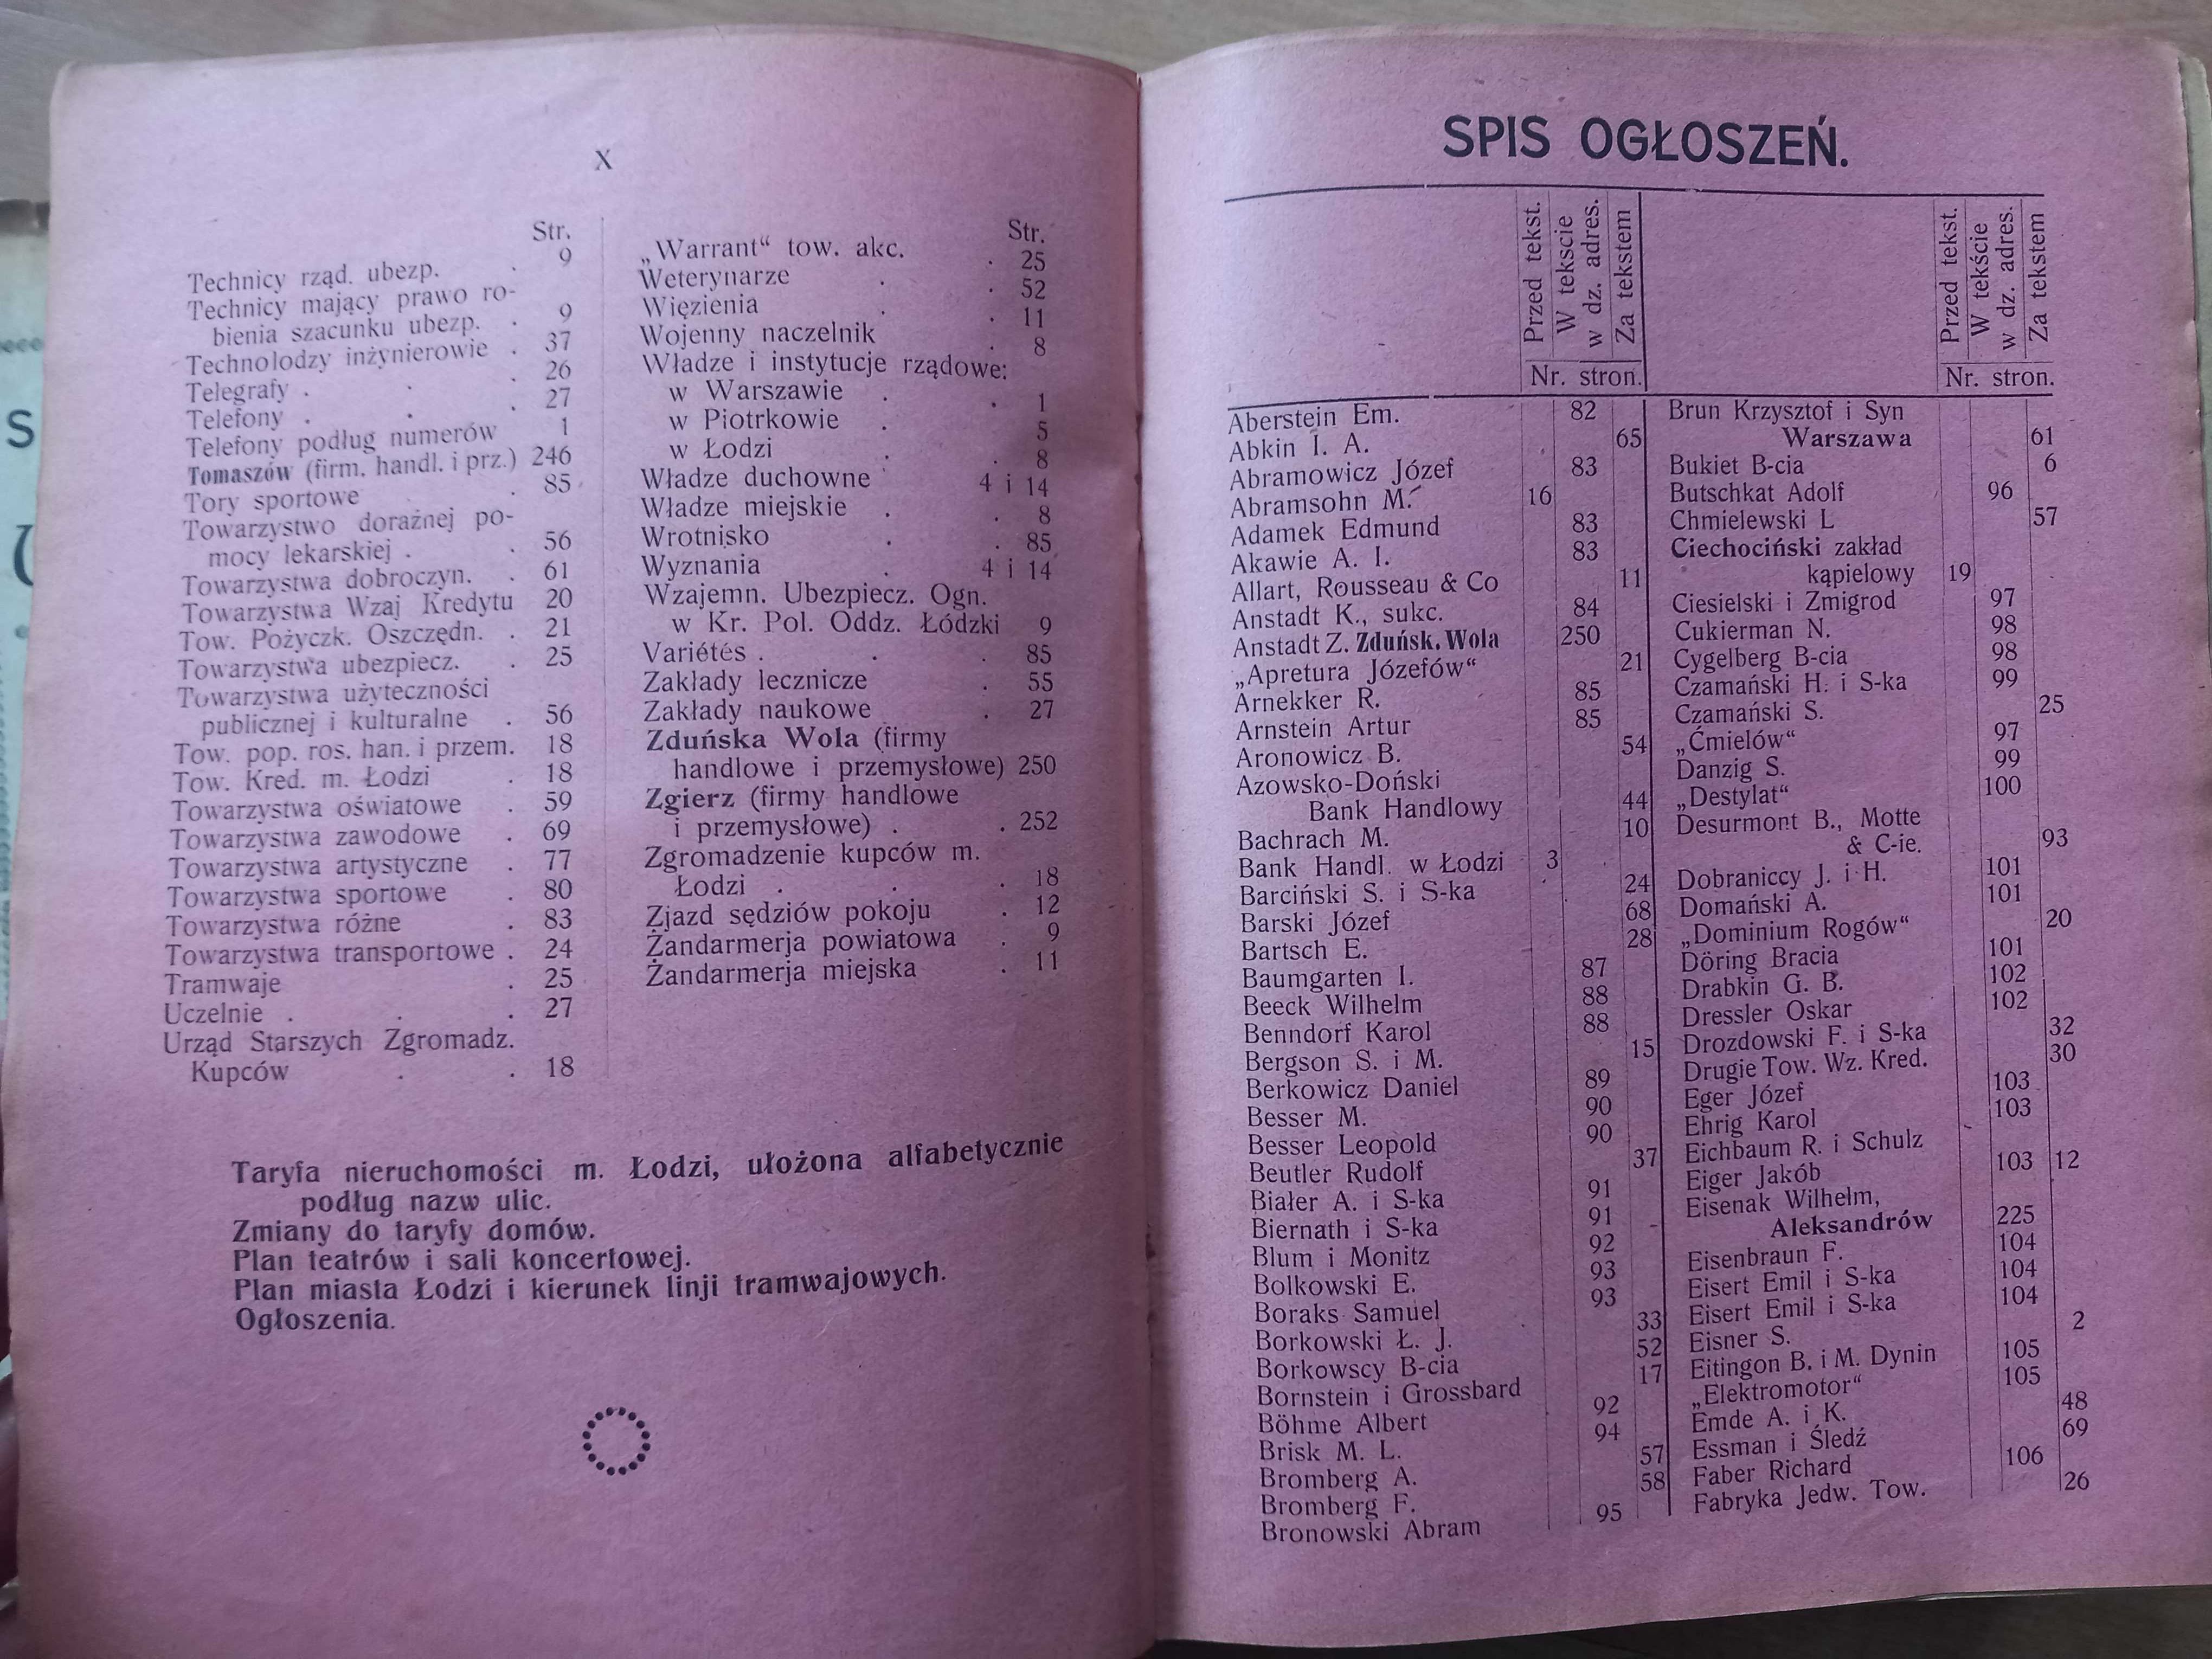 X
Str.
Technicy rząd. ubezp. . 9
Technicy mający prawo ro-
bienia szacunku ubezp. . 9
Technolodzy inżynierowie . 37
Telegrafy . . . 26
Telefony . . . 27
Telefony podług numerów 1
Tomaszów (firm. handl. i prz.) 246
Tory sportowe . 85
Towarzystwo doraźnej po-
mocy lekarskiej . . 56
Towarzystwa dobroczyn. . 61
Towarzystwa Wzaj Kredytu 20
Tow. Pożyczk. Oszczędn. . 21
Towarzystwa ubezpiecz. . 25
Towarzystwa użyteczności
publicznej i kulturalne . 56
Tow. pop. ros. han. i przem. 18
Tow. Kred. m. Łodzi . 18
Towarzystwa oświatowe . 59
Towarzystwa zawodowe . 69
Towarzystwa artystyczne . 77
Towarzystwa sportowe . 80
Towarzystwa różne . 83
Towarzystwa transportowe . 24
Tramwaje . 25
Uczelnie . . . 27
Urząd Starszych Zgromadz.
Kupców . . 18
Str.
„Warrant“ tow. akc. . 25
Weterynarze . . 52
Więzienia . . 11
Wojenny naczelnik . 8
Władze i instytucje rządowe:
w Warszawie . . 1
w Piotrkowie . 5
w Łodzi . . 8
Władze duchowne 4 i 14
Władze miejskie . . 8
Wrotnisko . . 85
Wyznania . 4 i 14
Wzajemn. Ubezpiecz. Ogn.
w Kr. Pol. Oddz. Łódzki 9
Variétés . . . 85
Zakłady lecznicze . 55
Zakłady naukowe . 27
Zduńska Wola (firmy
handlowe i przemysłowe) 250
Zgierz (firmy handlowe
i przemysłowe) . . 252
Zgromadzenie kupców m.
Łodzi . . . 18
Zjazd sędziów pokoju . 12
Żandarmerja powiatowa . 9
Żandarmerja miejska . 11
Taryfa nieruchomości m. Łodzi, ułożona alfabetycznie
podług nazw ulic.
Zmiany do taryfy domów.
Plan teatrów i sali koncertowej.
Plan miasta Łodzi i kierunek linji tramwajowych.
Ogłoszenia.
SPIS OGŁOSZEŃ.
Przed tekst.
W tekscie
w dz. adres.
Za tekstem
Nr. stron.
Aberstejn Em. 82
Abkin I. A. 65
Abramowicz Józef 83
Abramsohn M. 16
Adamek Edmund 83
Akawie A. I. 83
Allart, Rousseau & Co 11
Anstadt K., sukc. 84
Anstadt Z. Zduńsk. Wola 250
„Apretura Józefów“ 21
Arnekker R. 85
Arnstein Artur 85
Aronowicz B. 54
Azowsko-Doński
Bank Handlowy 44
Bachrach M. 10
Bank Handl. w Łodzi 3
Barciński S. i S-ka 24
Barski Józef 68
Bartsch E. 28
Baumgarten I. 87
Beeck Wilhelm 88
Benndorf Karol 88
Bergson S. i M. 15
Berkowicz Daniel 89
Besser M. 90
Besser Leopold 90
Beutler Rudolf 37
Białer A. i S-ka 91
Biernath i S-ka 91
Blum i Monitz 92
Bolkowski E. 93
Boraks Samuel 93
Borkowski Ł. J. 33
Borkowscy B-cia 52
Bornstein i Grossbard 17
Böhme Albert 92
Brisk M. L. 94
Bromberg A. 57
Bromberg F. 58
Bronowski Abram 95
Przed tekst.
W tekście
w dz. adres.
Za tekstem
Nr. stron.
Brun Krzysztof i Syn
Warszawa 61
Bukiet B-cia 6
Butschkat Adolf 96
Chmielewski L 57
Ciechociński zakład
kąpielowy 19
Ciesielski i Zmigrod 97
Cukierman N. 98
Cygelberg B-cia 98
Czamański H. i S-ka 99
Czamański S. 25
„Ćmielów“ 97
Danzig S. 99
„Destylat“ 100
Desurmont B., Motte
& C-ie. 93
Dobraniccy J. i H. 101
Domański A. 101
„Dominium Rogów“ 20
Döring Bracia 101
Drabkin G. B. 102
Dressler Oskar 102
Drozdowski F. i S-ka 32
Drugie Tow. Wz. Kred. 30
Eger Józef 103
Ehrig Karol 103
Eichbaum R. i Schulz
Eiger Jakób 103 12
Eisenak Wilhelm,
Aleksandrów 225
Eisenbraun F. 104
Eisert Emil i S-ka 104
Eisert Emil i S-ka 104
Eisner S. 2
Eitingon B. i M. Dynin 105
„Elektromotor“ 105
Emde A. i K. 48
Essman i Śledź 69
Faber Richard 106
Fabryka Jedw. Tow. 26